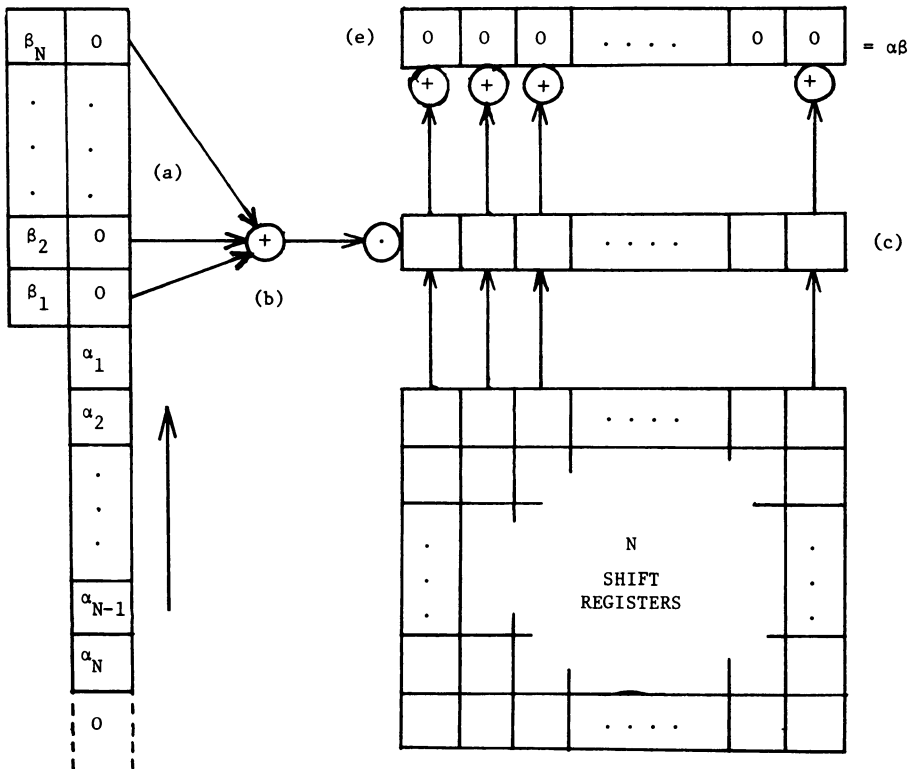 β_N 0
(e) 0 0 0 . . . . 0 0 = αβ
+ + + +
(a)
β_2 0
+ · . . . . (c)
β_1 0
(b)
α_1
α_2
. . . .
N
SHIFT
REGISTERS
α_{N-1}
α_N
0
. . . .